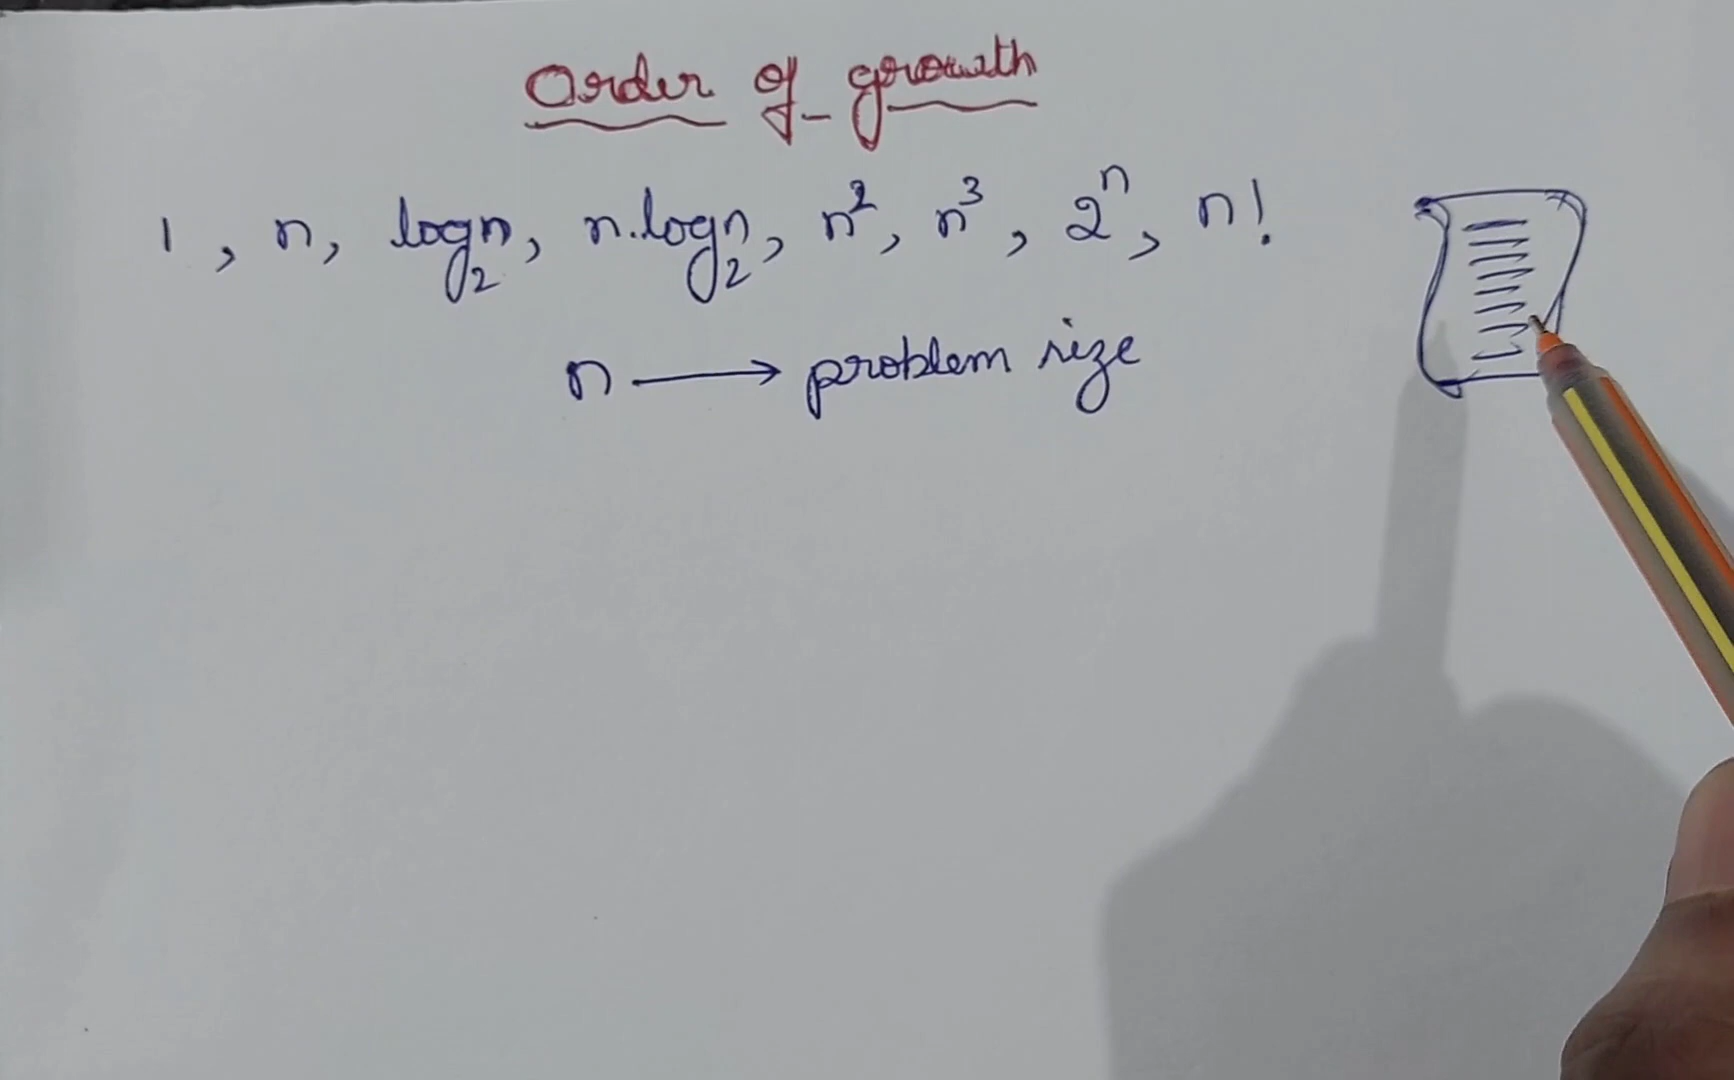 Order of growth
1, n, log₂n, n.log₂n, n², n³, 2ⁿ, n!
n ⟶ problem size